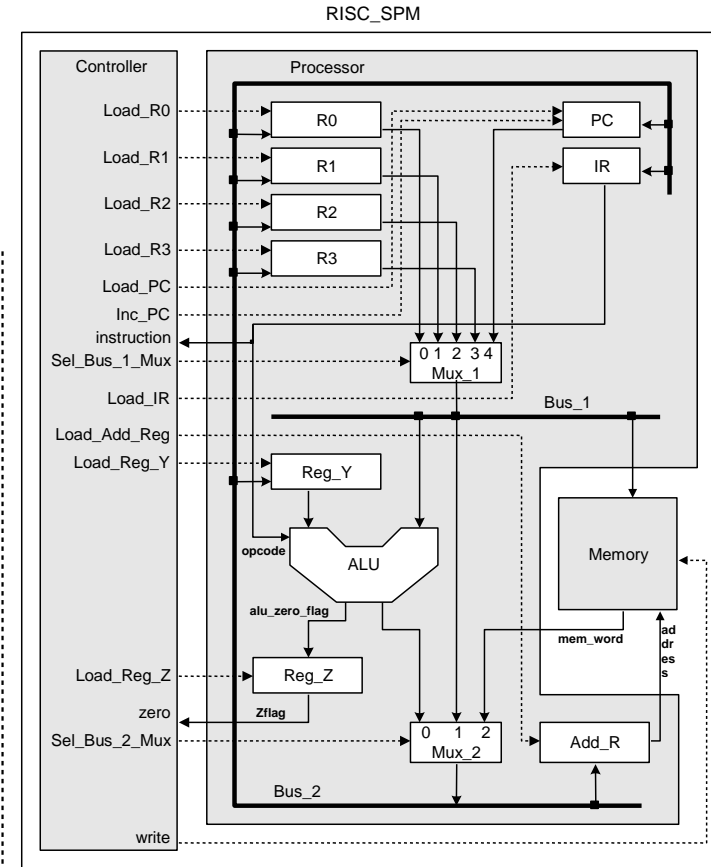 RISC_SPM
Controller
Processor
Load_R0
R0
PC
Load_R1
R1
IR
Load_R2
R2
Load_R3
R3
Load_PC
Inc_PC
instruction
Sel_Bus_1_Mux
0 1 2 3 4
Mux_1
Load_IR
Bus_1
Load_Add_Reg
Load_Reg_Y
Reg_Y
opcode
ALU
Memory
alu_zero_flag
mem_word
ad
dr
es
s
Load_Reg_Z
Reg_Z
zero
Zflag
Sel_Bus_2_Mux
0 1 2
Mux_2
Add_R
Bus_2
write